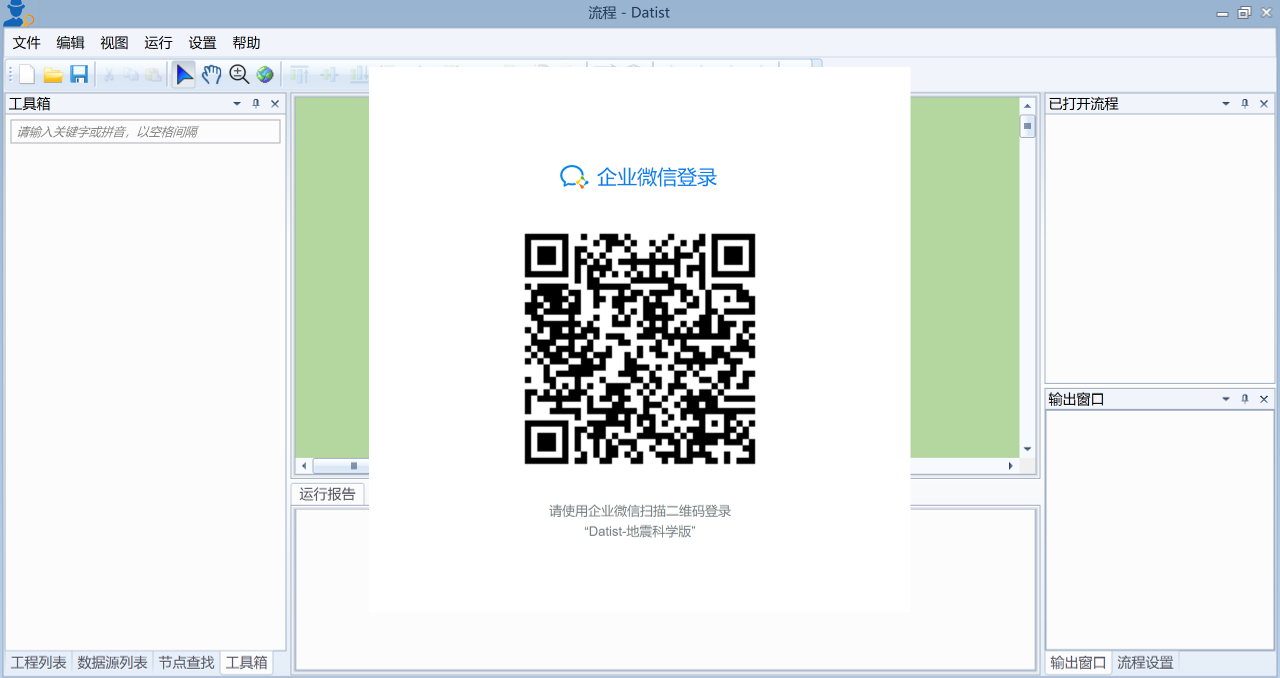 流程 - Datist
文件 编辑 视图 运行 设置 帮助
工具箱
请输入关键字或拼音，以空格间隔
已打开流程
企业微信登录
输出窗口
运行报告
请使用企业微信扫描二维码登录
“Datist-地震科学版”
工程列表 数据源列表 节点查找 工具箱
输出窗口 流程设置